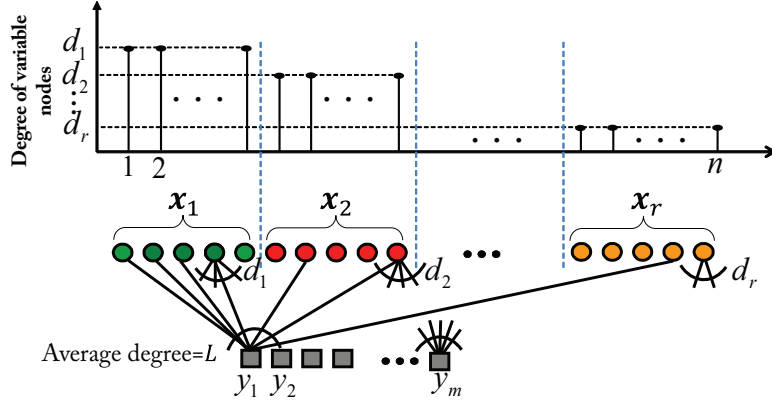 Degree of variable
nodes
d₁
d₂
...
dᵣ
1 2 ... ... ... ... n
𝒙₁ 𝒙₂ 𝒙ᵣ
d₁ ... d₂ dᵣ
Average degree=L
y₁ y₂ ... yₘ